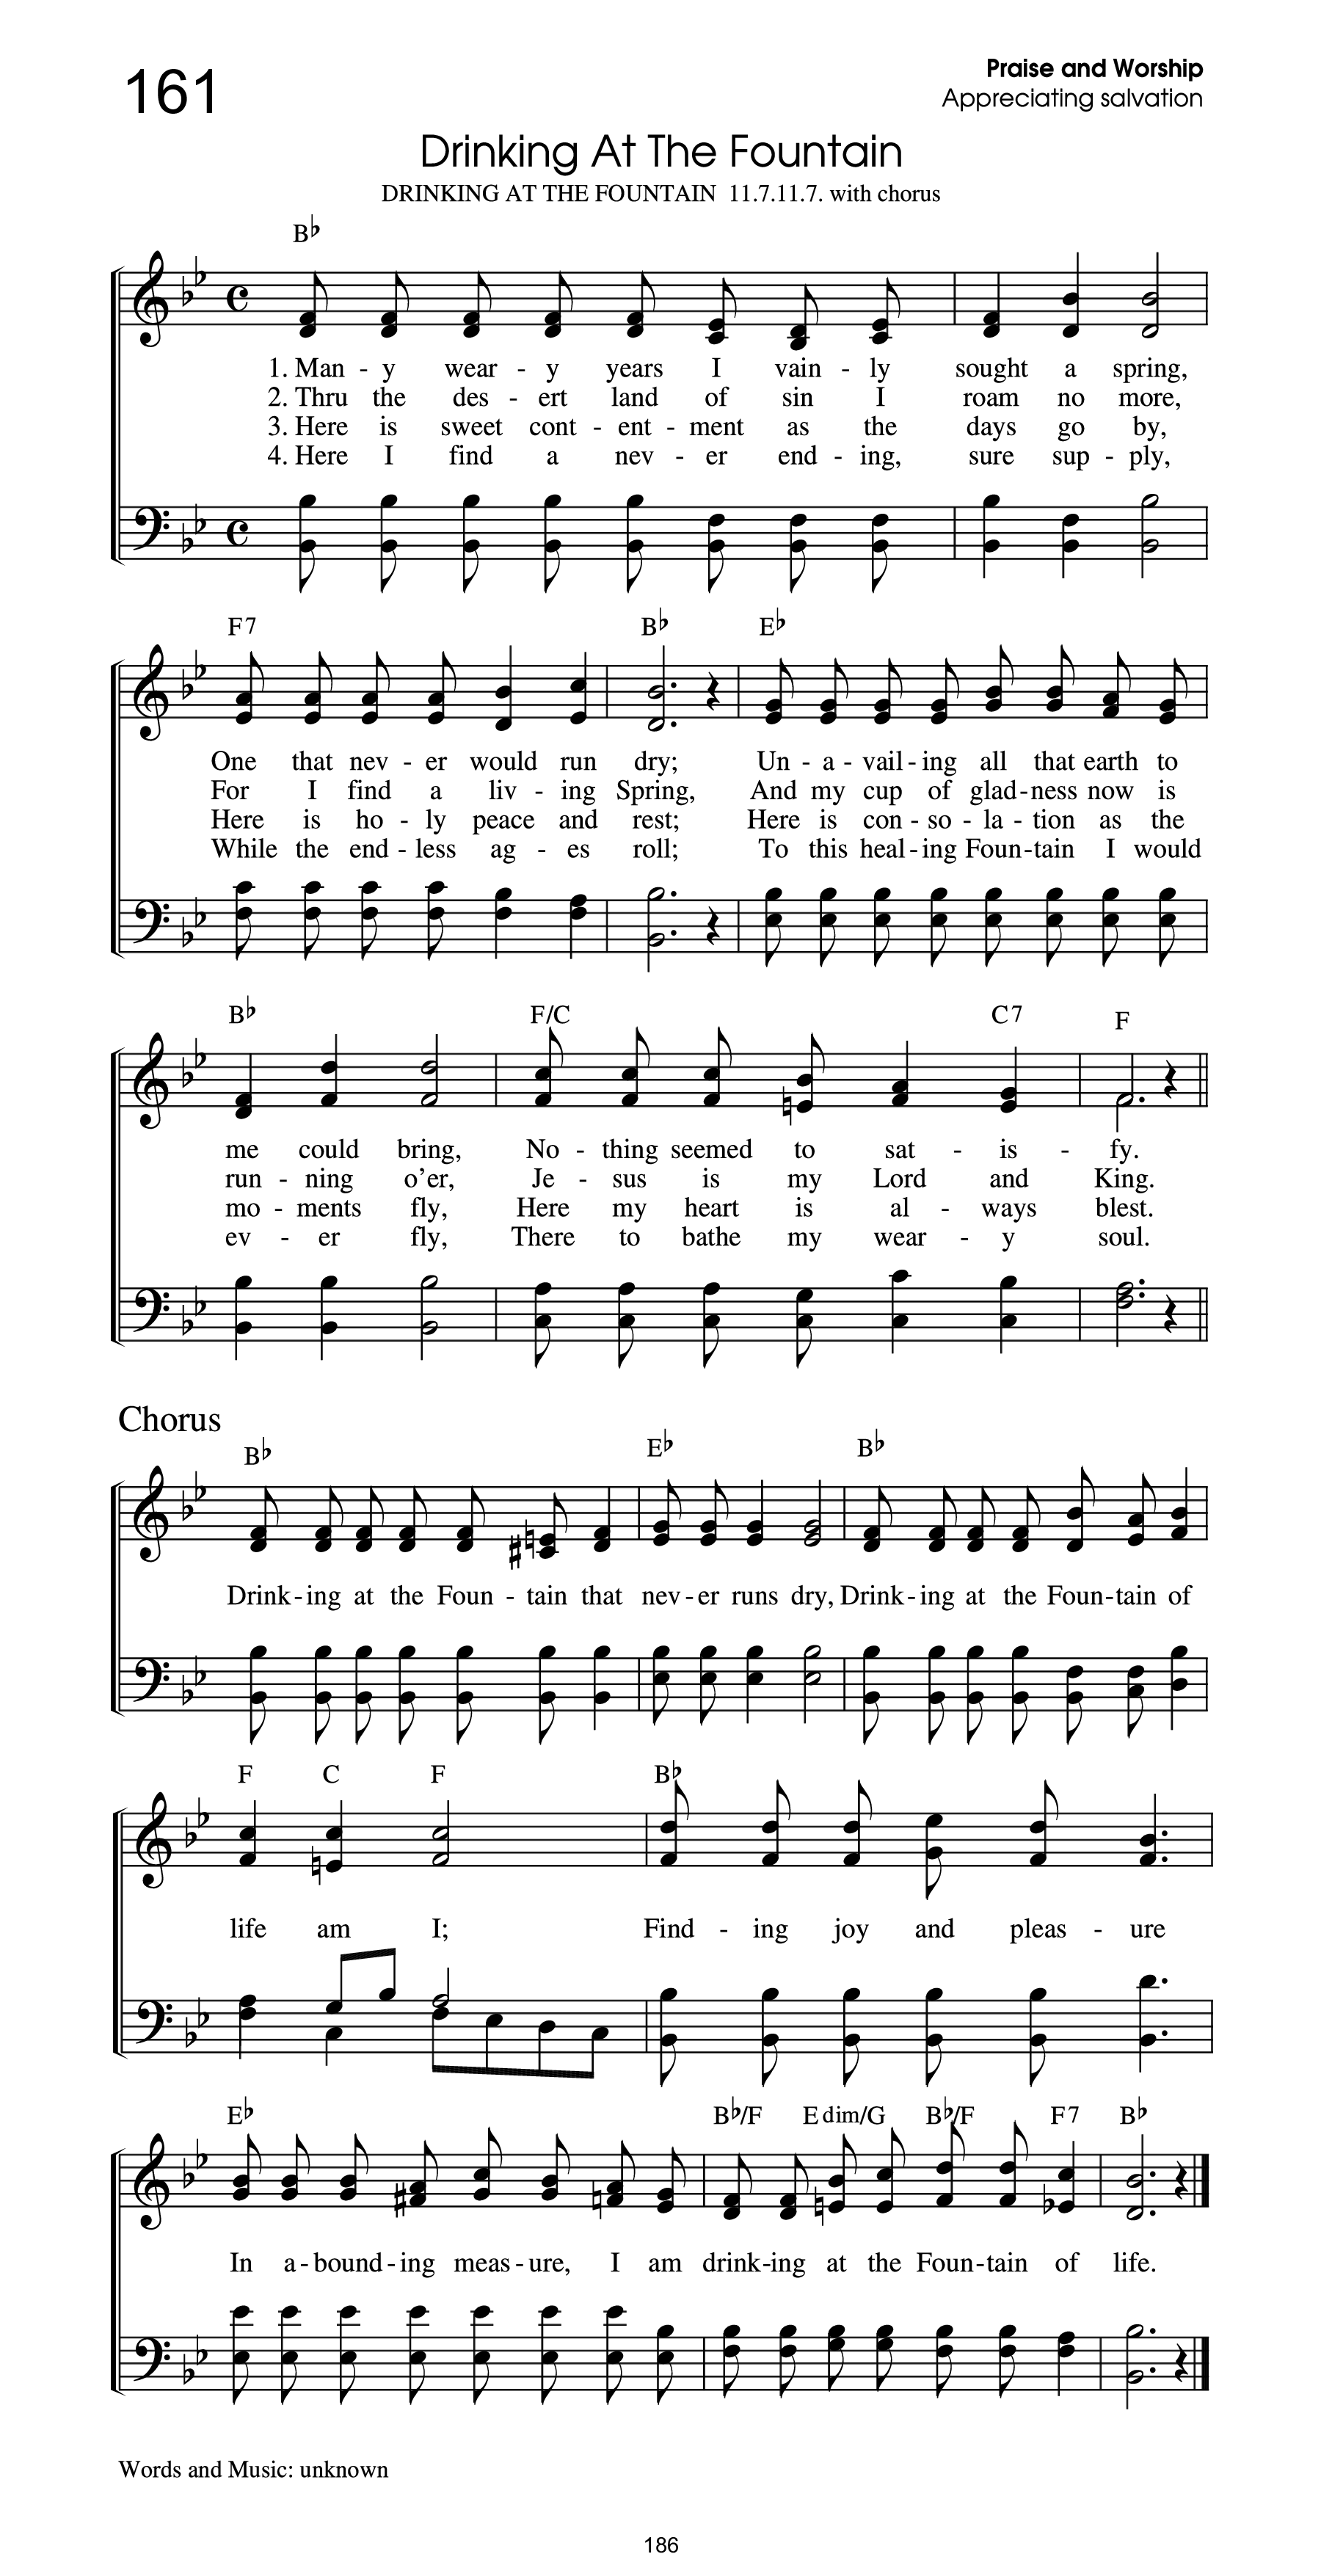 161
Praise and Worship
Appreciating salvation
Drinking At The Fountain
DRINKING AT THE FOUNTAIN 11.7.11.7. with chorus
B♭
1. Man - y wear - y years I vain - ly sought a spring,
2. Thru the des - ert land of sin I roam no more,
3. Here is sweet cont - ent - ment as the days go by,
4. Here I find a nev - er end - ing, sure sup - ply,
F7 B♭ E♭
One that nev - er would run dry; Un - a - vail - ing all that earth to
For I find a liv - ing Spring, And my cup of glad - ness now is
Here is ho - ly peace and rest; Here is con - so - la - tion as the
While the end - less ag - es roll; To this heal - ing Foun - tain I would
B♭ F/C C7 F
me could bring, No - thing seemed to sat - is - fy.
run - ning o'er, Je - sus is my Lord and King.
mo - ments fly, Here my heart is al - ways blest.
ev - er fly, There to bathe my wear - y soul.
Chorus
B♭ E♭ B♭
Drink - ing at the Foun - tain that nev - er runs dry, Drink - ing at the Foun - tain of
F C F B♭
life am I; Find - ing joy and pleas - ure
E♭ B♭/F E dim/G B♭/F F7 B♭
In a - bound - ing meas - ure, I am drink - ing at the Foun - tain of life.
Words and Music: unknown
186